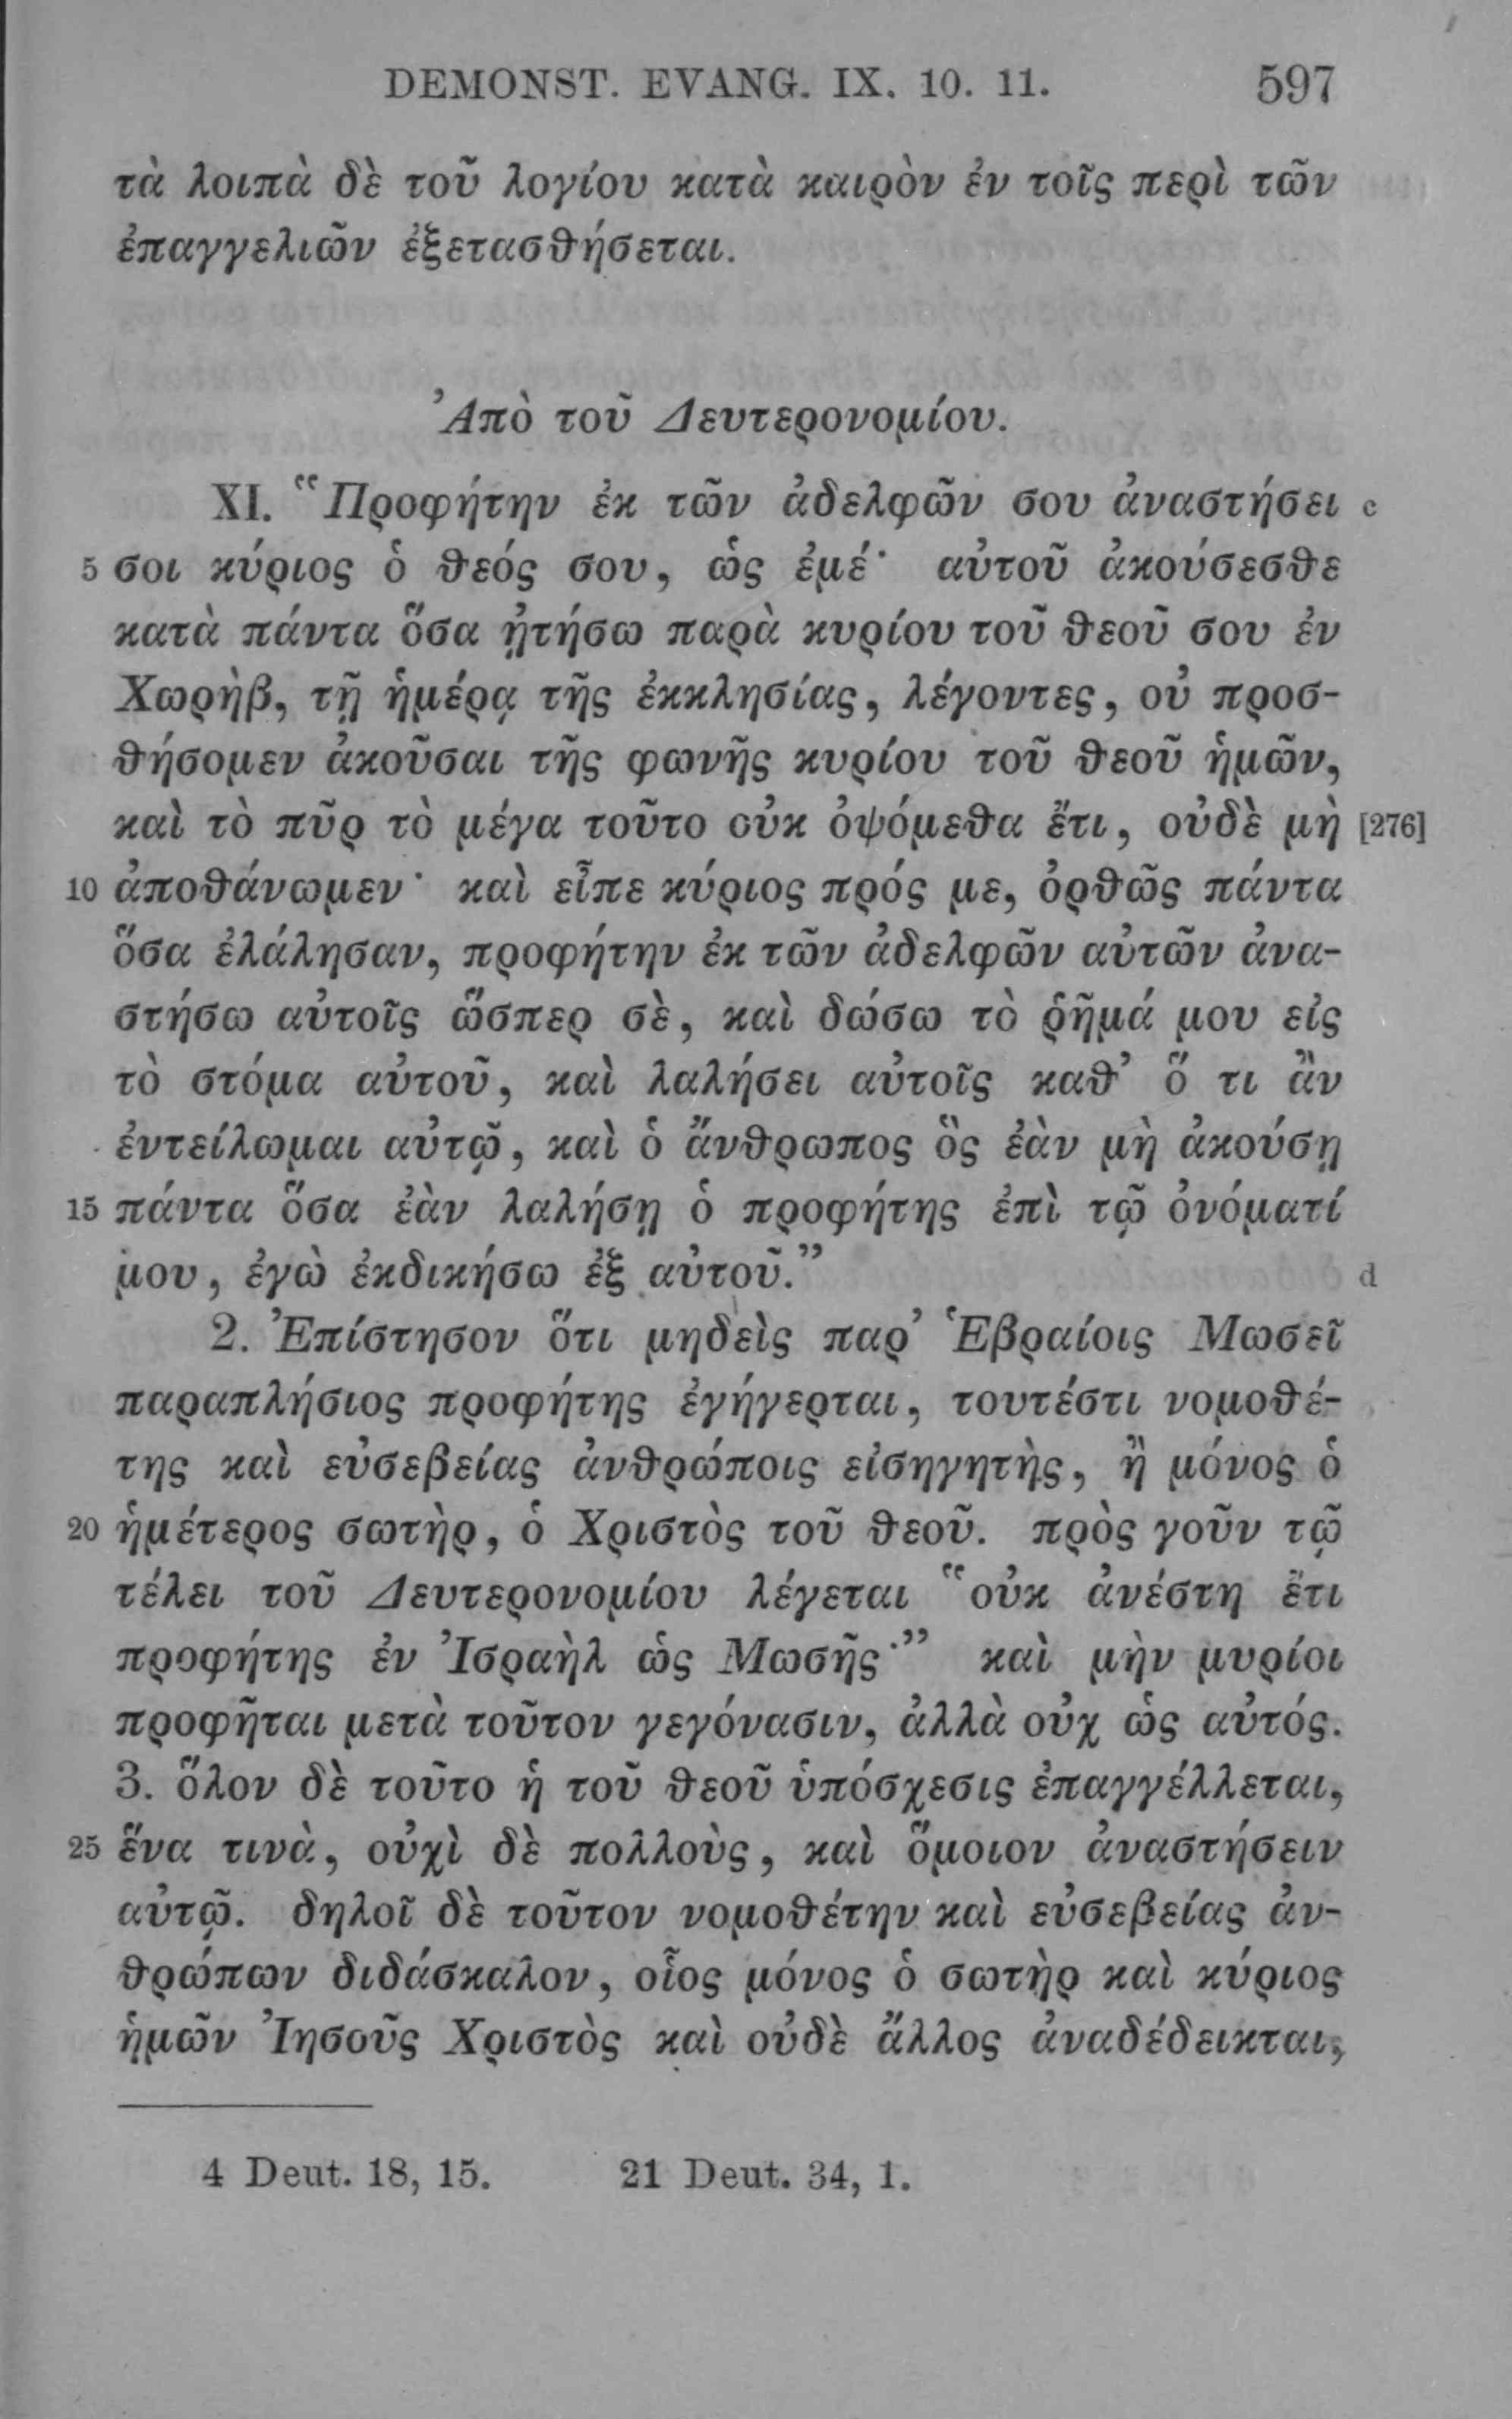 DEMONST. EVANG. IX. 10. 11. 597
τὰ λοιπὰ δὲ τοῦ λογίου κατὰ καιρὸν ἐν τοῖς περὶ τῶν
ἐπαγγελιῶν ἐξετασθήσεται.
Ἀπὸ τοῦ Δευτερονομίου.
XI. “Προφήτην ἐκ τῶν ἀδελφῶν σου ἀναστήσει c
5 σοι κύριος ὁ θεός σου, ὡς ἐμέ· αὐτοῦ ἀκούσεσθε
κατὰ πάντα ὅσα ᾐτήσω παρὰ κυρίου τοῦ θεοῦ σου ἐν
Χωρὴβ, τῇ ἡμέρᾳ τῆς ἐκκλησίας, λέγοντες, οὐ προσ-
θήσομεν ἀκοῦσαι τῆς φωνῆς κυρίου τοῦ θεοῦ ἡμῶν,
καὶ τὸ πῦρ τὸ μέγα τοῦτο οὐκ ὀψόμεθα ἔτι, οὐδὲ μὴ [276]
10 ἀποθάνωμεν· καὶ εἶπε κύριος πρός με, ὀρθῶς πάντα
ὅσα ἐλάλησαν, προφήτην ἐκ τῶν ἀδελφῶν αὐτῶν ἀνα-
στήσω αὐτοῖς ὥσπερ σὲ, καὶ δώσω τὸ ῥῆμά μου εἰς
τὸ στόμα αὐτοῦ, καὶ λαλήσει αὐτοῖς καθ’ ὅ τι ἂν
ἐντείλωμαι αὐτῷ, καὶ ὁ ἄνθρωπος ὃς ἐὰν μὴ ἀκούσῃ
15 πάντα ὅσα ἐὰν λαλήσῃ ὁ προφήτης ἐπὶ τῷ ὀνόματί
μου, ἐγὼ ἐκδικήσω ἐξ αὐτοῦ.” d
2. Ἐπίστησον ὅτι μηδεὶς παρ’ Ἑβραίοις Μωσεῖ
παραπλήσιος προφήτης ἐγήγερται, τουτέστι νομοθέ-
της καὶ εὐσεβείας ἀνθρώποις εἰσηγητὴς, ἢ μόνος ὁ
20 ἡμέτερος σωτὴρ, ὁ Χριστὸς τοῦ θεοῦ. πρὸς γοῦν τῷ
τέλει τοῦ Δευτερονομίου λέγεται “οὐκ ἀνέστη ἔτι
προφήτης ἐν Ἰσραὴλ ὡς Μωσῆς·” καὶ μὴν μυρίοι
προφῆται μετὰ τοῦτον γεγόνασιν, ἀλλὰ οὐχ ὡς αὐτός.
3. ὅλον δὲ τοῦτο ἡ τοῦ θεοῦ ὑπόσχεσις ἐπαγγέλλεται,
25 ἕνα τινὰ, οὐχὶ δὲ πολλοὺς, καὶ ὅμοιον ἀναστήσειν
αὐτῷ. δηλοῖ δὲ τοῦτον νομοθέτην καὶ εὐσεβείας ἀν-
θρώπων διδάσκαλον, οἷος μόνος ὁ σωτὴρ καὶ κύριος
ἡμῶν Ἰησοῦς Χριστὸς καὶ οὐδὲ ἄλλος ἀναδέδεικται,
4 Deut. 18, 15. 21 Deut. 34, 1.